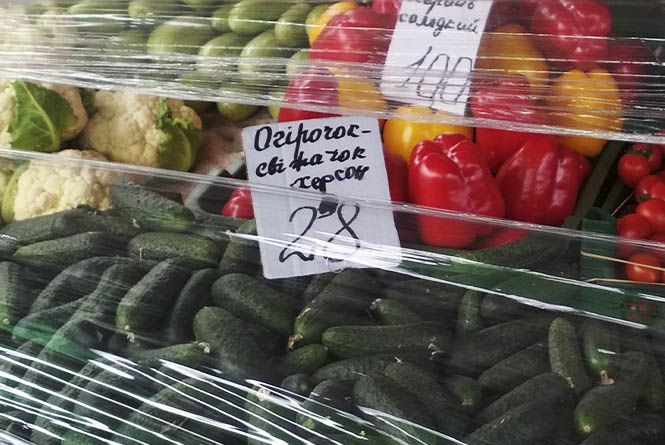 солодкий
100
Огірочок-
свіжачок
херсон
28